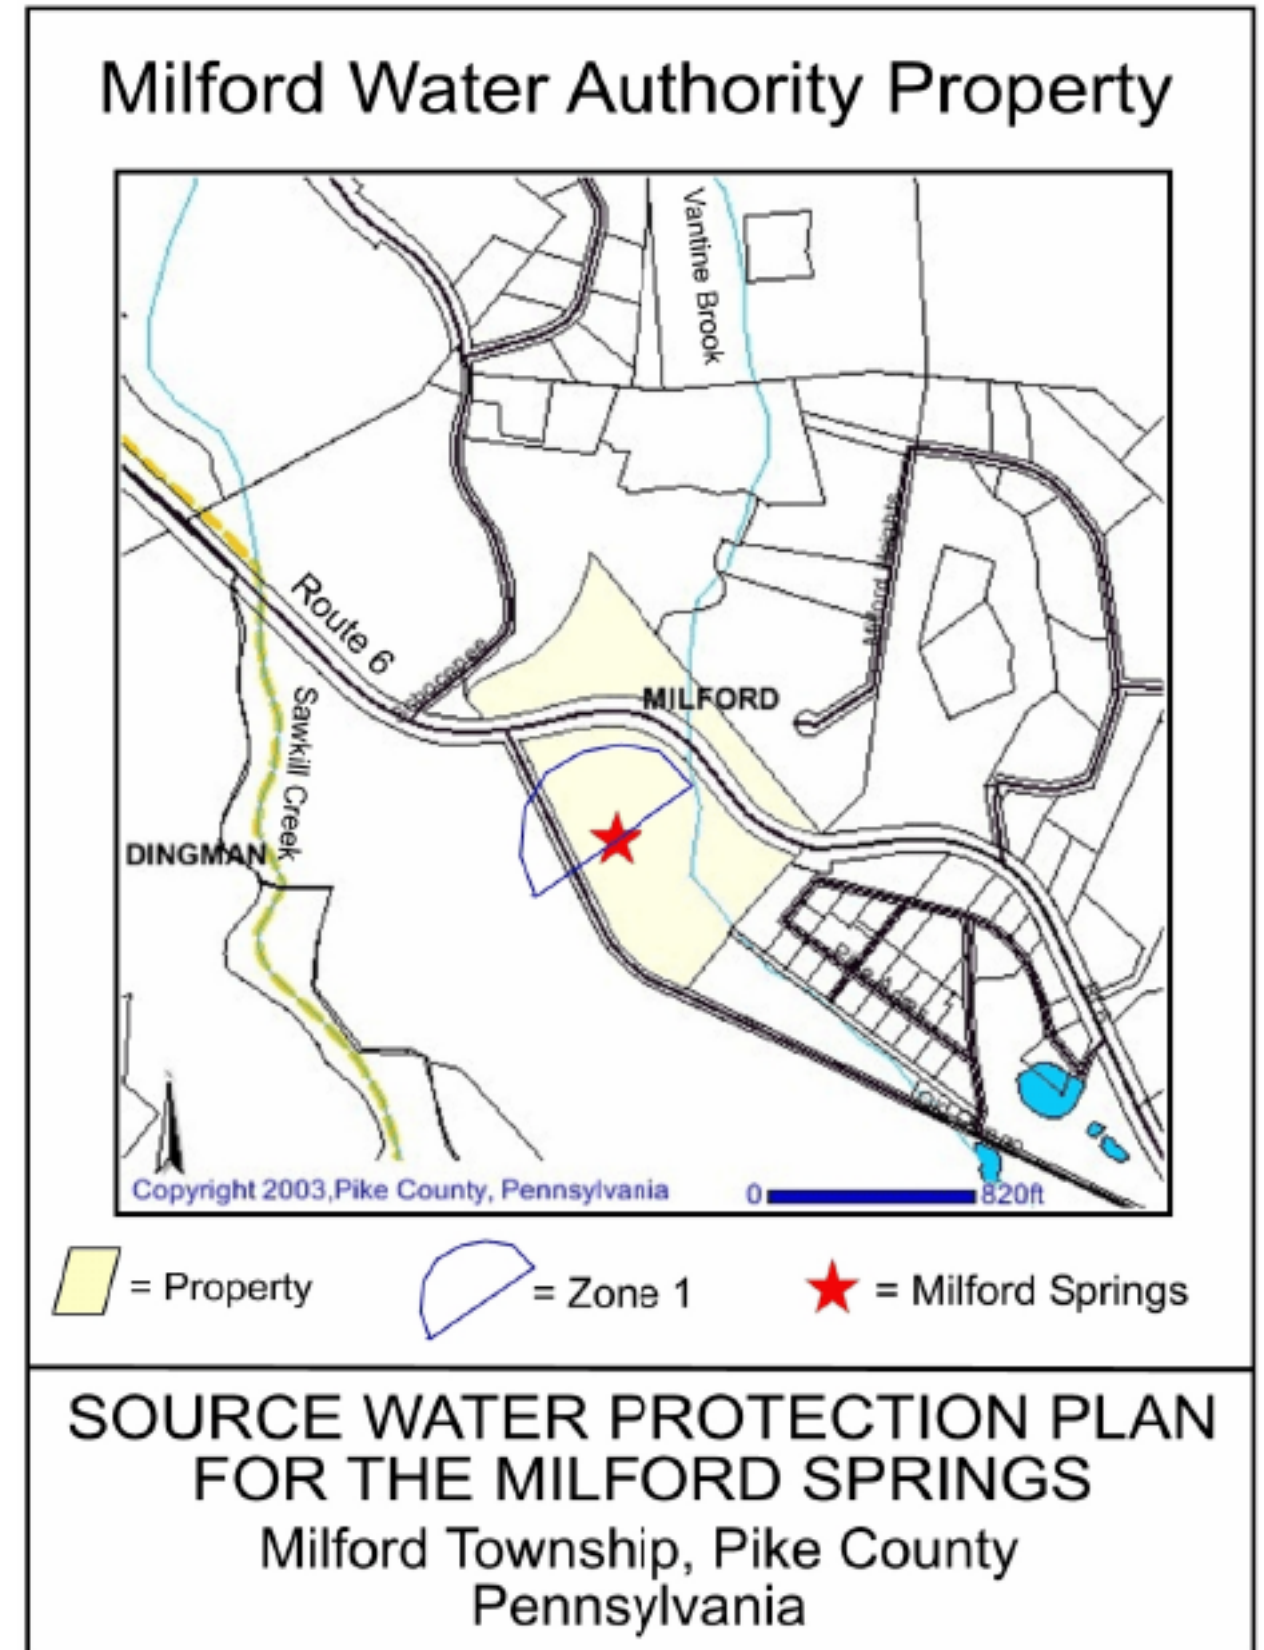 Milford Water Authority Property
Vantine Brook
Route 6
MILFORD
Sawkill Creek
DINGMAN
Copyright 2003,Pike County, Pennsylvania
0
820ft
= Property
= Zone 1
= Milford Springs
SOURCE WATER PROTECTION PLAN
FOR THE MILFORD SPRINGS
Milford Township, Pike County
Pennsylvania